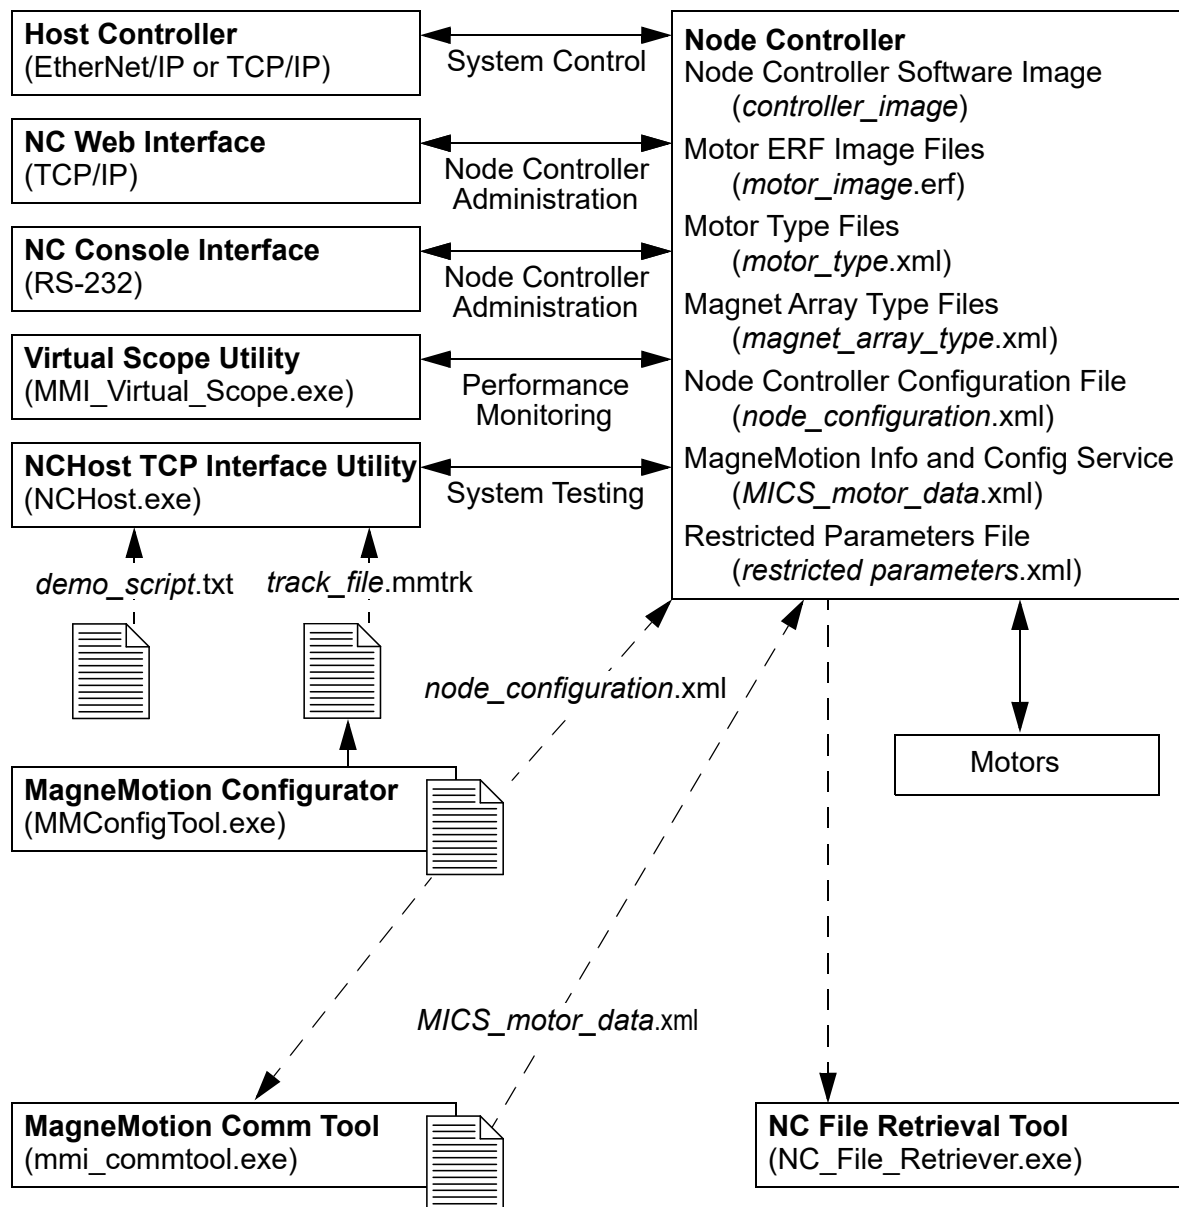 Host Controller
(EtherNet/IP or TCP/IP)
System Control
NC Web Interface
(TCP/IP)
Node Controller
Administration
NC Console Interface
(RS-232)
Node Controller
Administration
Virtual Scope Utility
(MMI_Virtual_Scope.exe)
Performance
Monitoring
NCHost TCP Interface Utility
(NCHost.exe)
System Testing
Node Controller
Node Controller Software Image
(controller_image)
Motor ERF Image Files
(motor_image.erf)
Motor Type Files
(motor_type.xml)
Magnet Array Type Files
(magnet_array_type.xml)
Node Controller Configuration File
(node_configuration.xml)
MagneMotion Info and Config Service
(MICS_motor_data.xml)
Restricted Parameters File
(restricted parameters.xml)
demo_script.txt
track_file.mmtrk
node_configuration.xml
Motors
MagneMotion Configurator
(MMConfigTool.exe)
MICS_motor_data.xml
MagneMotion Comm Tool
(mmi_commtool.exe)
NC File Retrieval Tool
(NC_File_Retriever.exe)